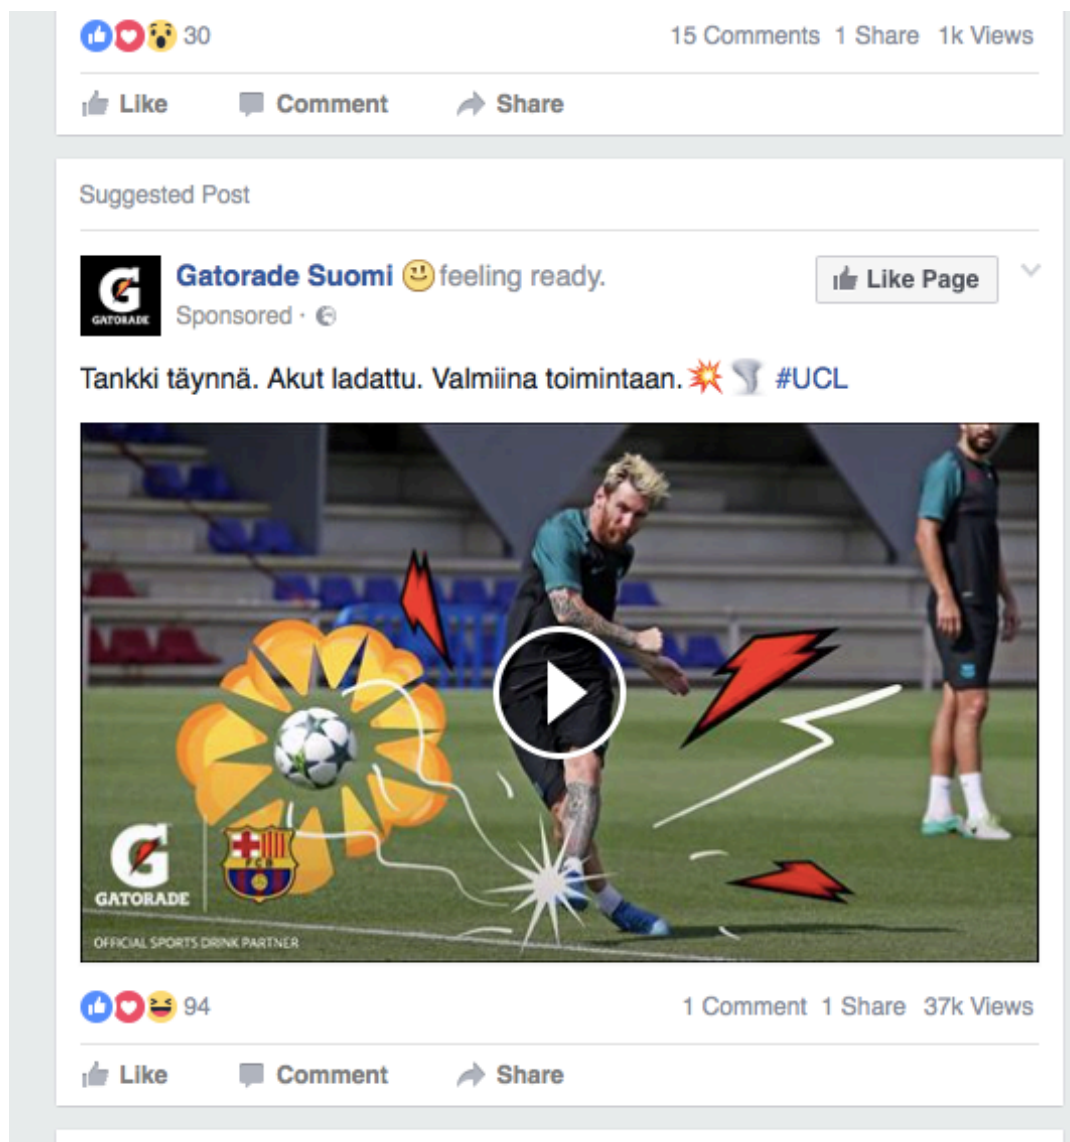 30
15 Comments 1 Share 1k Views
Like Comment Share
Suggested Post
Gatorade Suomi feeling ready.
Like Page
GATORADE
Sponsored ·
Tankki täynnä. Akut ladattu. Valmiina toimintaan. #UCL
FCB
GATORADE
OFFICIAL SPORTS DRINK PARTNER
94
1 Comment 1 Share 37k Views
Like Comment Share